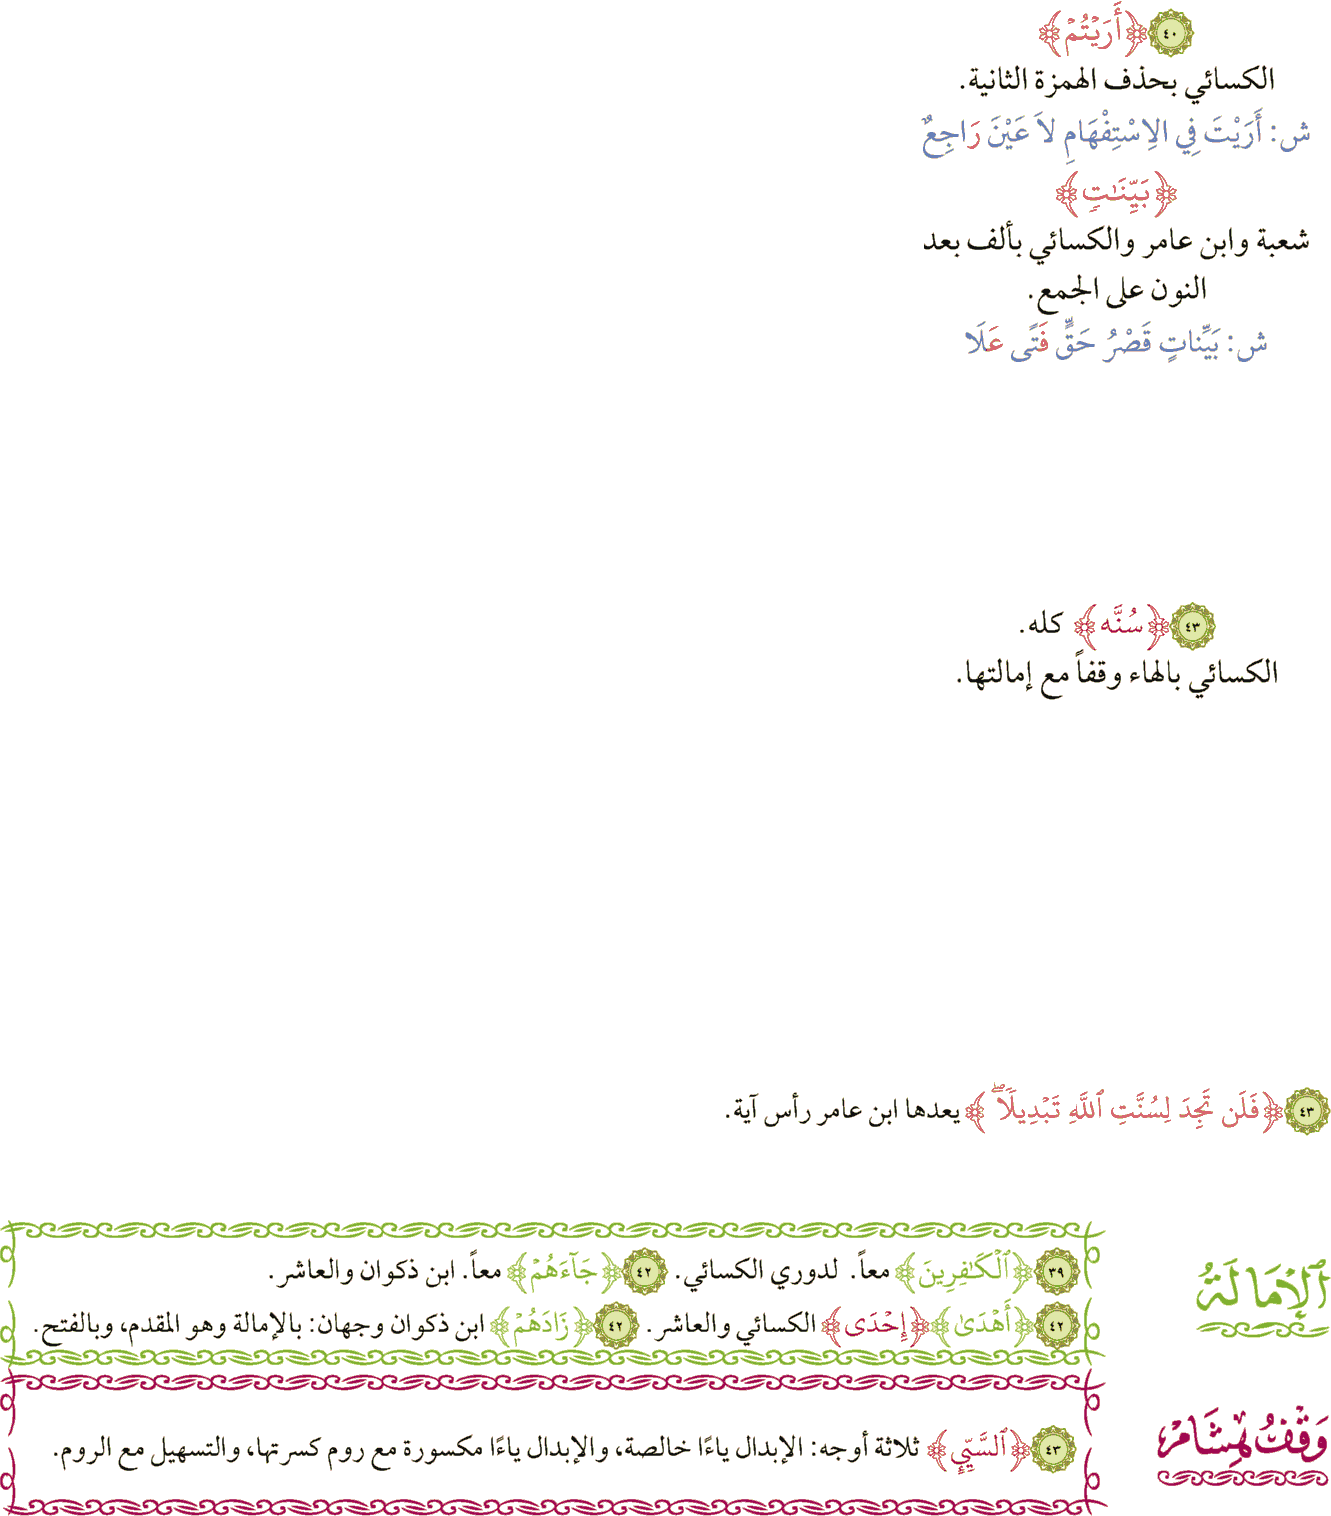 ٤٠ ﴿أَرَيۡتُمۡ﴾
الكسائي بحذف الهمزة الثانية.
ش: أَرَيْتَ فِي الِاسْتِفْهَامِ لاَ عَيْنَ رَاجِعٌ
﴿بَيِّنَٰتٖ﴾
شعبة وابن عامر والكسائي بألف بعد
النون على الجمع.
ش: بَيِّنَاتٍ قَصْرُ حَقٍّ فَتًى عَلَا
٤٣ ﴿سُنَّه﴾ كله.
الكسائي بالهاء وقفاً مع إمالتها.
٤٣ ﴿فَلَن تَجِدَ لِسُنَّتِ ٱللَّهِ تَبۡدِيلٗاۖ﴾ يعدها ابن عامر رأس آية.
ٱلإِمَالَةُ
٣٩ ﴿ٱلۡكَٰفِرِينَ﴾ معاً. لدوري الكسائي. ٤٢ ﴿جَآءَهُمۡ﴾ معاً. ابن ذكوان والعاشر.
٤٢ ﴿أَهۡدَىٰ﴾ ﴿إِحۡدَى﴾ الكسائي والعاشر. ٤٢ ﴿زَادَهُمۡ﴾ ابن ذكوان وجهان: بالإمالة وهو المقدم، وبالفتح.
وَقْفُ هِشَامٍ
٤٣ ﴿ٱلسَّيِّيِٕ﴾ ثلاثة أوجه: الإبدال ياءًا خالصة، والإبدال ياءًا مكسورة مع روم كسرتها، والتسهيل مع الروم.